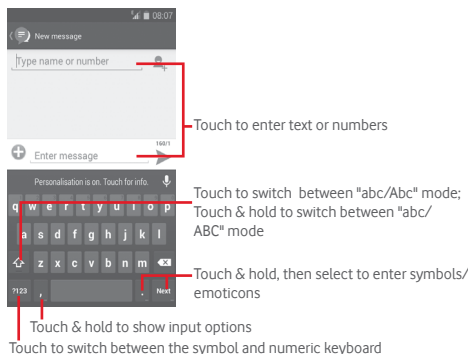 08:07
New message
Type name or number
Touch to enter text or numbers
160/1
Enter message
Personalisation is on. Touch for info.
q w e r t y u i o p
Touch to switch between "abc/Abc" mode;
Touch & hold to switch between "abc/
ABC" mode
a s d f g h j k l
z x c v b n m
Touch & hold, then select to enter symbols/
emoticons
?123 , . Next
Touch & hold to show input options
Touch to switch between the symbol and numeric keyboard